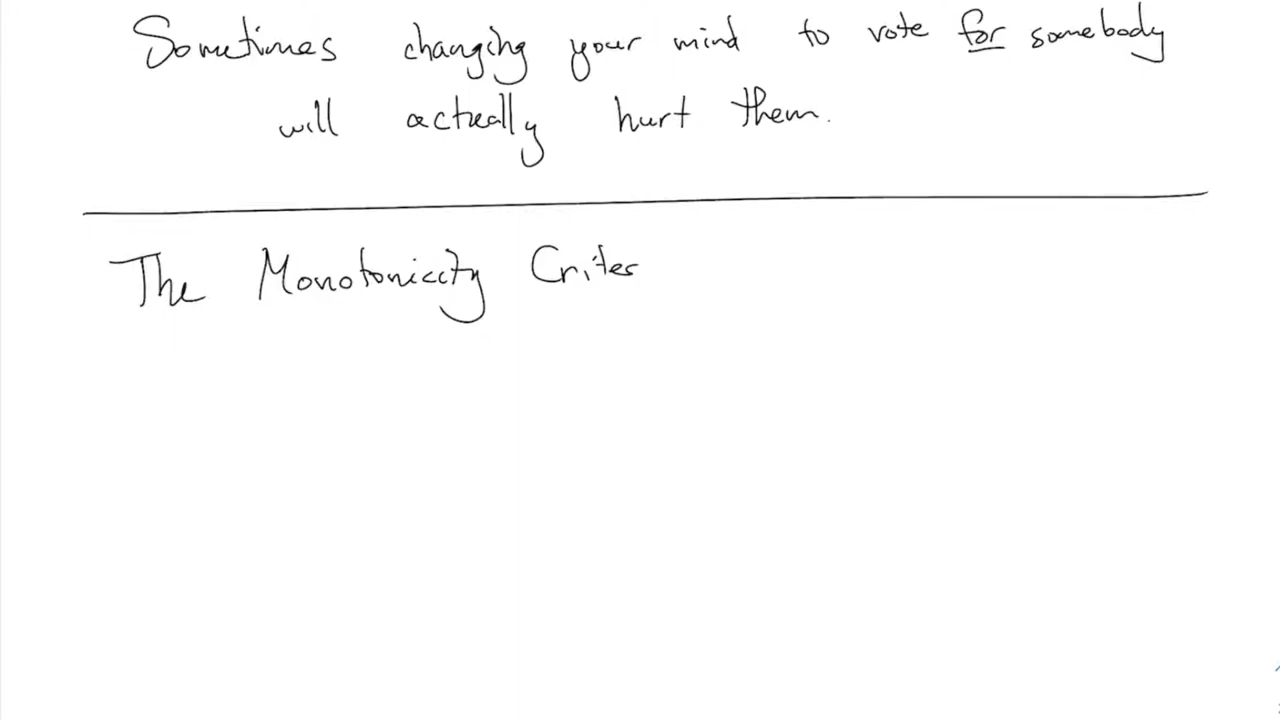 Sometimes changing your mind to vote for somebody
will actually hurt them.
The Monotonicity Criter